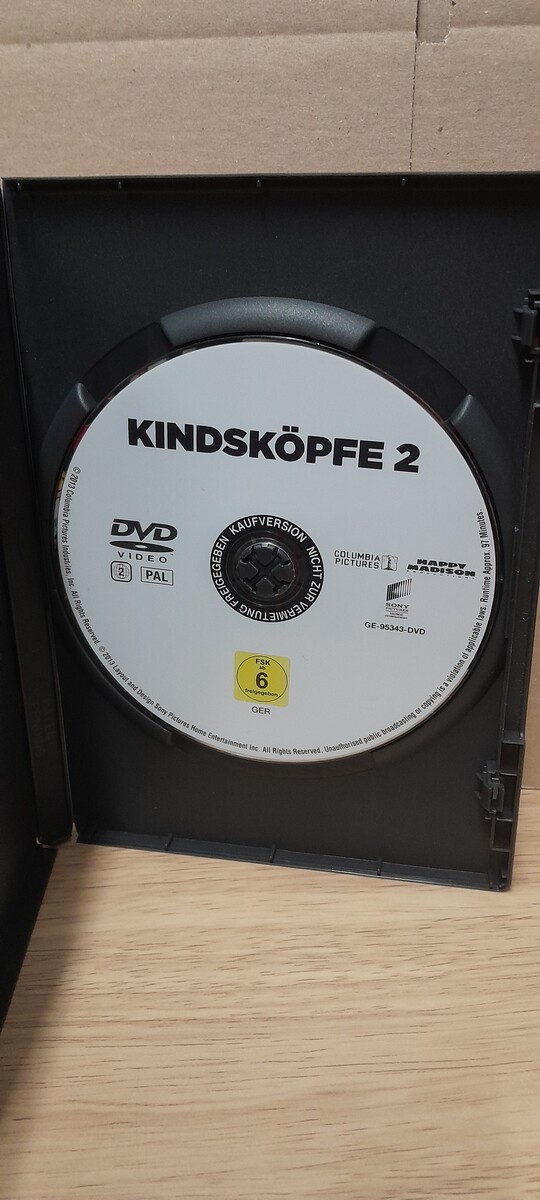 KINDSKÖPFE 2
DVD
VIDEO
2
PAL
KAUFVERSION NICHT ZUR VERMIETUNG FREIGEGEBEN
COLUMBIA
PICTURES
HAPPY
MADISON
SONY
PICTURES
GE-95343-DVD
FSK
ab
6
freigegeben
GER
© 2013 Columbia Pictures Industries, Inc. All Rights Reserved. © 2013 Layout and Design Sony Pictures Home Entertainment Inc. All Rights Reserved. Unauthorised public broadcasting or copying is a violation of applicable laws. Runtime Approx. 97 Minutes.